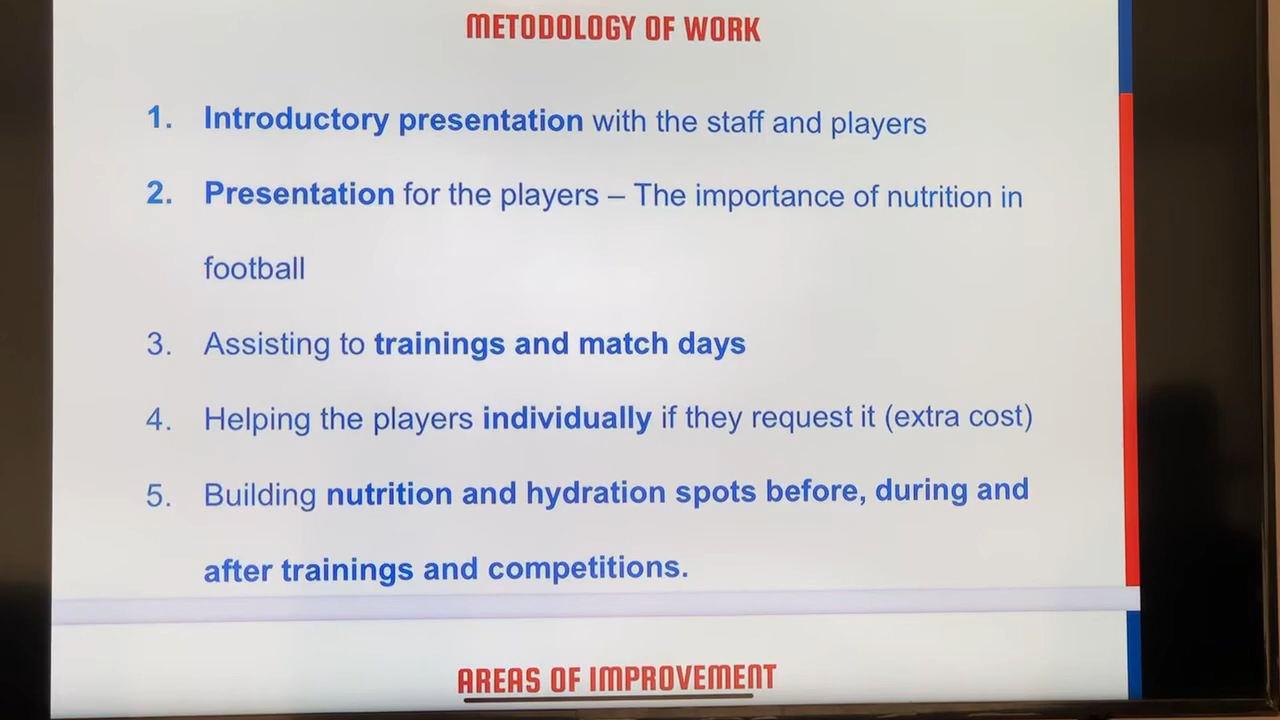 METODOLOGY OF WORK
1. Introductory presentation with the staff and players
2. Presentation for the players – The importance of nutrition in
football
3. Assisting to trainings and match days
4. Helping the players individually if they request it (extra cost)
5. Building nutrition and hydration spots before, during and
after trainings and competitions.
AREAS OF IMPROVEMENT